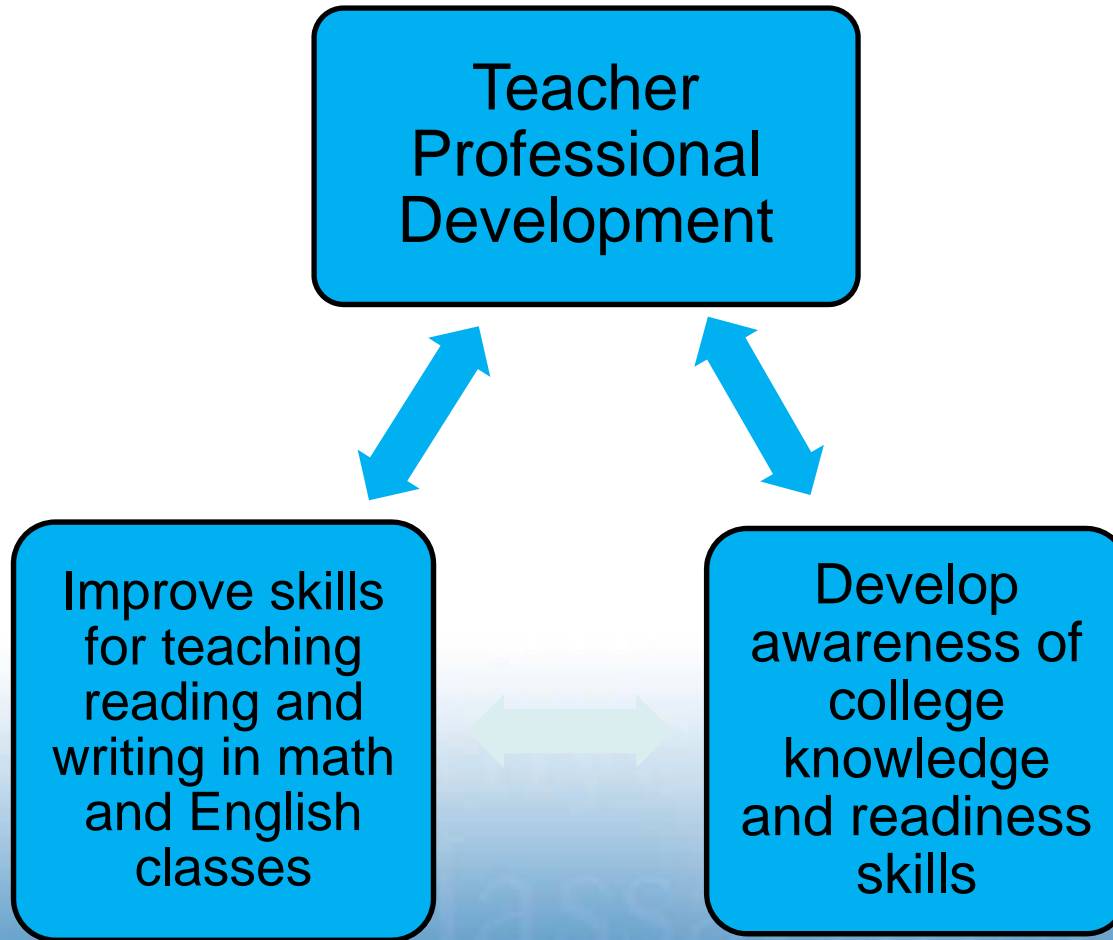 Teacher
Professional
Development
Improve skills
for teaching
reading and
writing in math
and English
classes
Develop
awareness of
college
knowledge
and readiness
skills